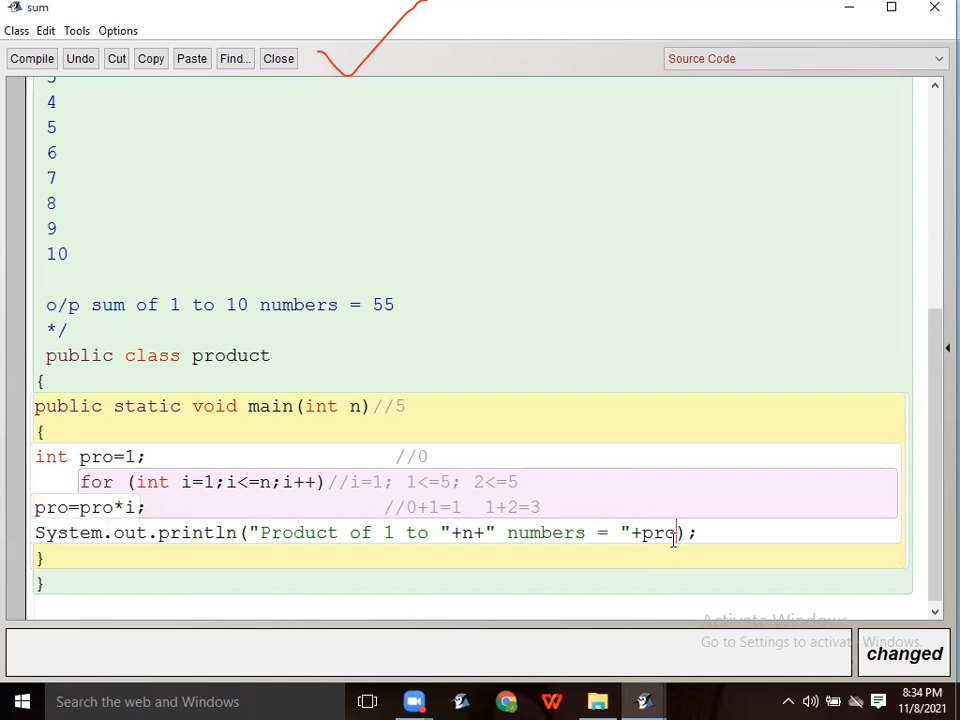 sum
Class Edit Tools Options
Compile Undo Cut Copy Paste Find... Close Source Code
4
5
6
7
8
9
10
o/p sum of 1 to 10 numbers = 55
*/
public class product
{
public static void main(int n)//5
{
int pro=1; //0
for (int i=1;i<=n;i++)//i=1; 1<=5; 2<=5
pro=pro*i; //0+1=1 1+2=3
System.out.println("Product of 1 to "+n+" numbers = "+pro);
}
}
Activate Windows
Go to Settings to activate Windows.
changed
Search the web and Windows
8:34 PM
11/8/2021